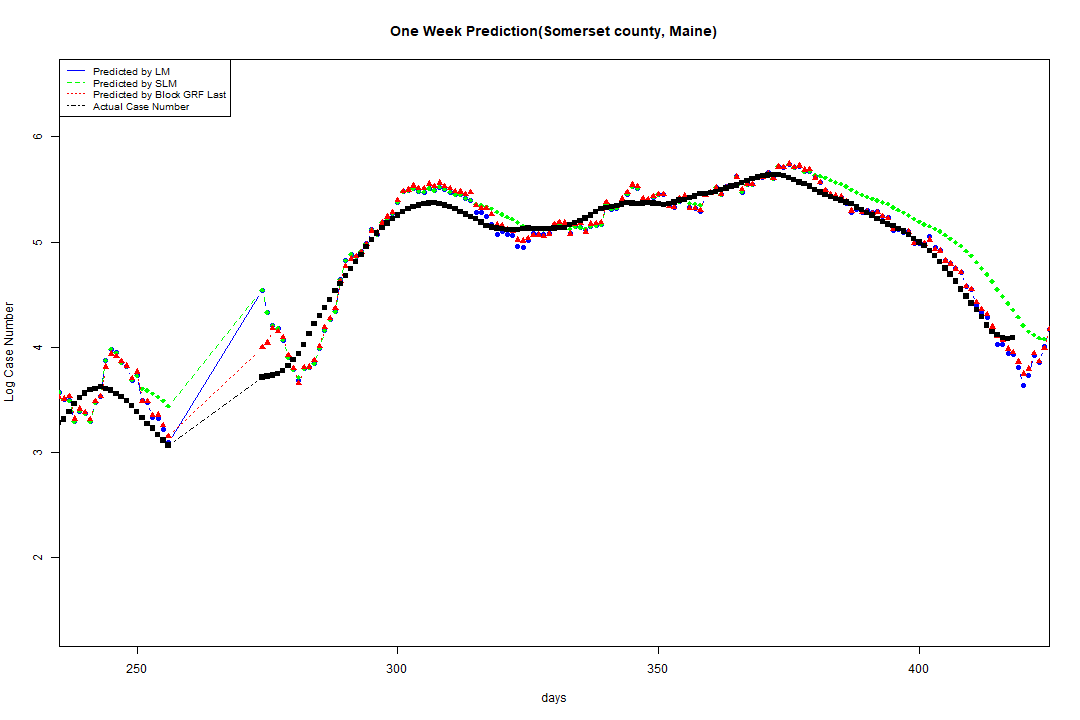 One Week Prediction(Somerset county, Maine)
Predicted by LM
Predicted by SLM
Predicted by Block GRF Last
Actual Case Number
Log Case Number
6
5
4
3
2
250 300 350 400
days